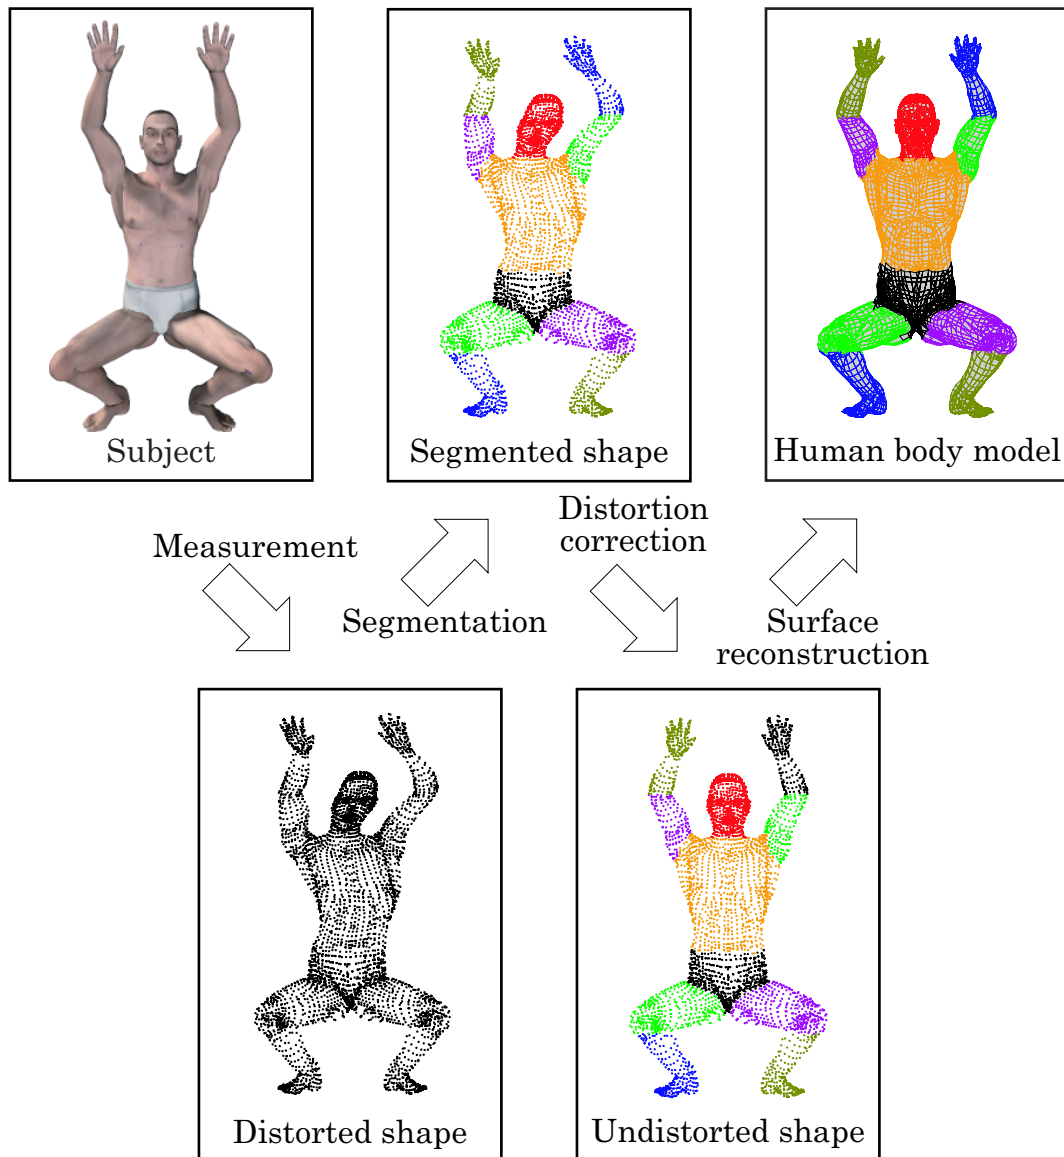 Subject
Segmented shape
Human body model
Measurement
Segmentation
Distortion
correction
Surface
reconstruction
Distorted shape
Undistorted shape